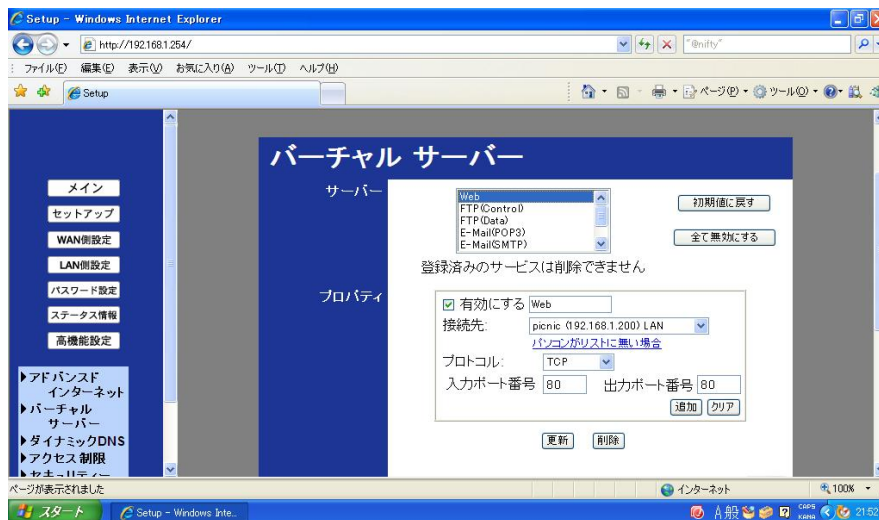 Setup - Windows Internet Explorer
http://192.168.1.254/
"@nifty"
ファイル(F) 編集(E) 表示(V) お気に入り(A) ツール(T) ヘルプ(H)
Setup
ページ(P) ツール(O)
メイン
セットアップ
WAN側設定
LAN側設定
パスワード設定
ステータス情報
高機能設定
アドバンスド
インターネット
バーチャル
サーバー
ダイナミックDNS
アクセス制限
セキュリティー
バーチャル サーバー
サーバー
Web
FTP(Control)
FTP(Data)
E-Mail(POP3)
E-Mail(SMTP)
初期値に戻す
全て無効にする
登録済みのサービスは削除できません
プロパティ
有効にする Web
接続先: picnic (192.168.1.200) LAN
パソコンがリストに無い場合
プロトコル: TCP
入力ポート番号 80 出力ポート番号 80
追加 クリア
更新 削除
ページが表示されました
インターネット
100%
スタート
Setup - Windows Inte...
A 般
CAPS
KANA
21:52